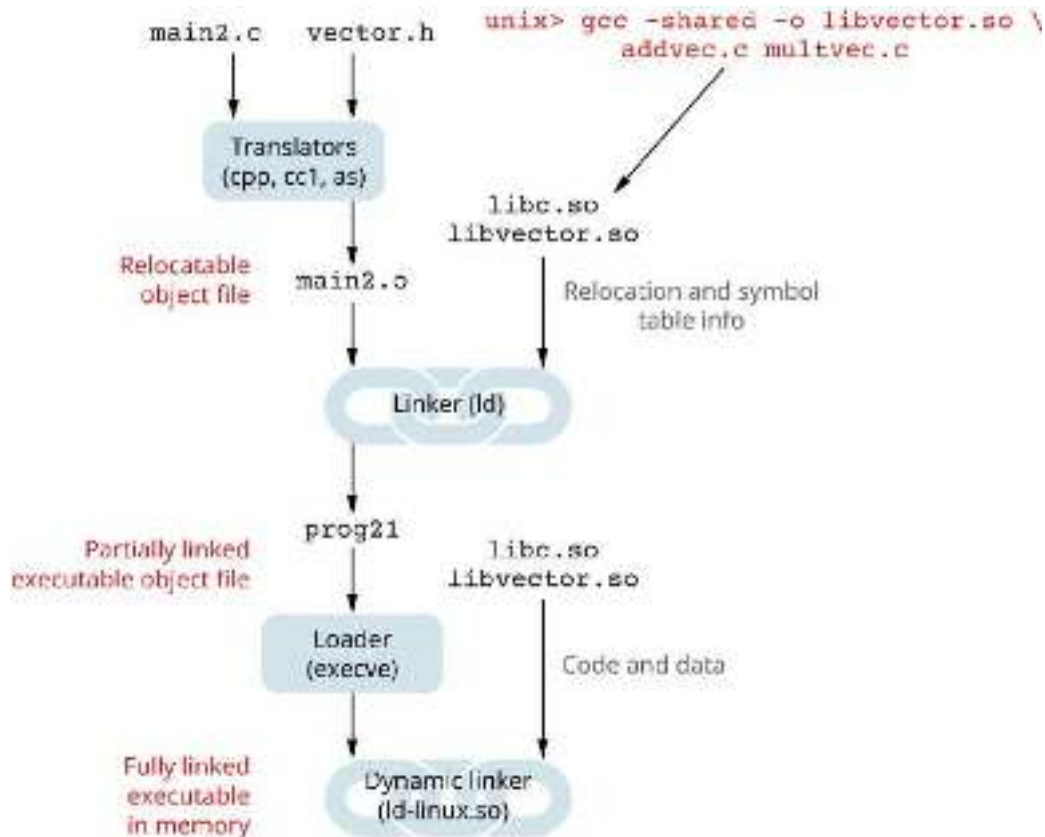 main2.c vector.h
unix> gcc -shared -o libvector.so \
addvec.c multvec.c
Translators
(cpp, cc1, as)
libc.so
libvector.so
Relocatable
object file
main2.o
Relocation and symbol
table info
Linker (ld)
prog21
Partially linked
executable object file
libc.so
libvector.so
Loader
(execve)
Code and data
Fully linked
executable
in memory
Dynamic linker
(ld-linux.so)